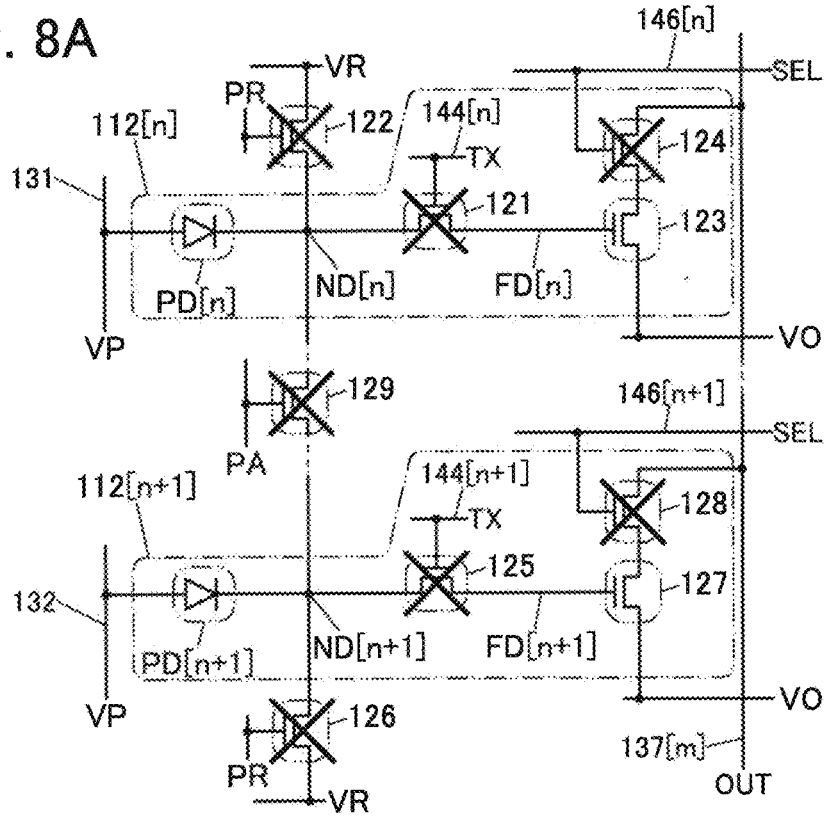 . 8A
146[n]
VR
SEL
PR
112[n]
122
144[n]
124
131
TX
121
123
PD[n]
ND[n]
FD[n]
VP
VO
129
146[n+1]
PA
SEL
112[n+1]
144[n+1]
TX
128
125
132
127
PD[n+1]
ND[n+1]
FD[n+1]
VP
126
VO
PR
137[m]
VR
OUT